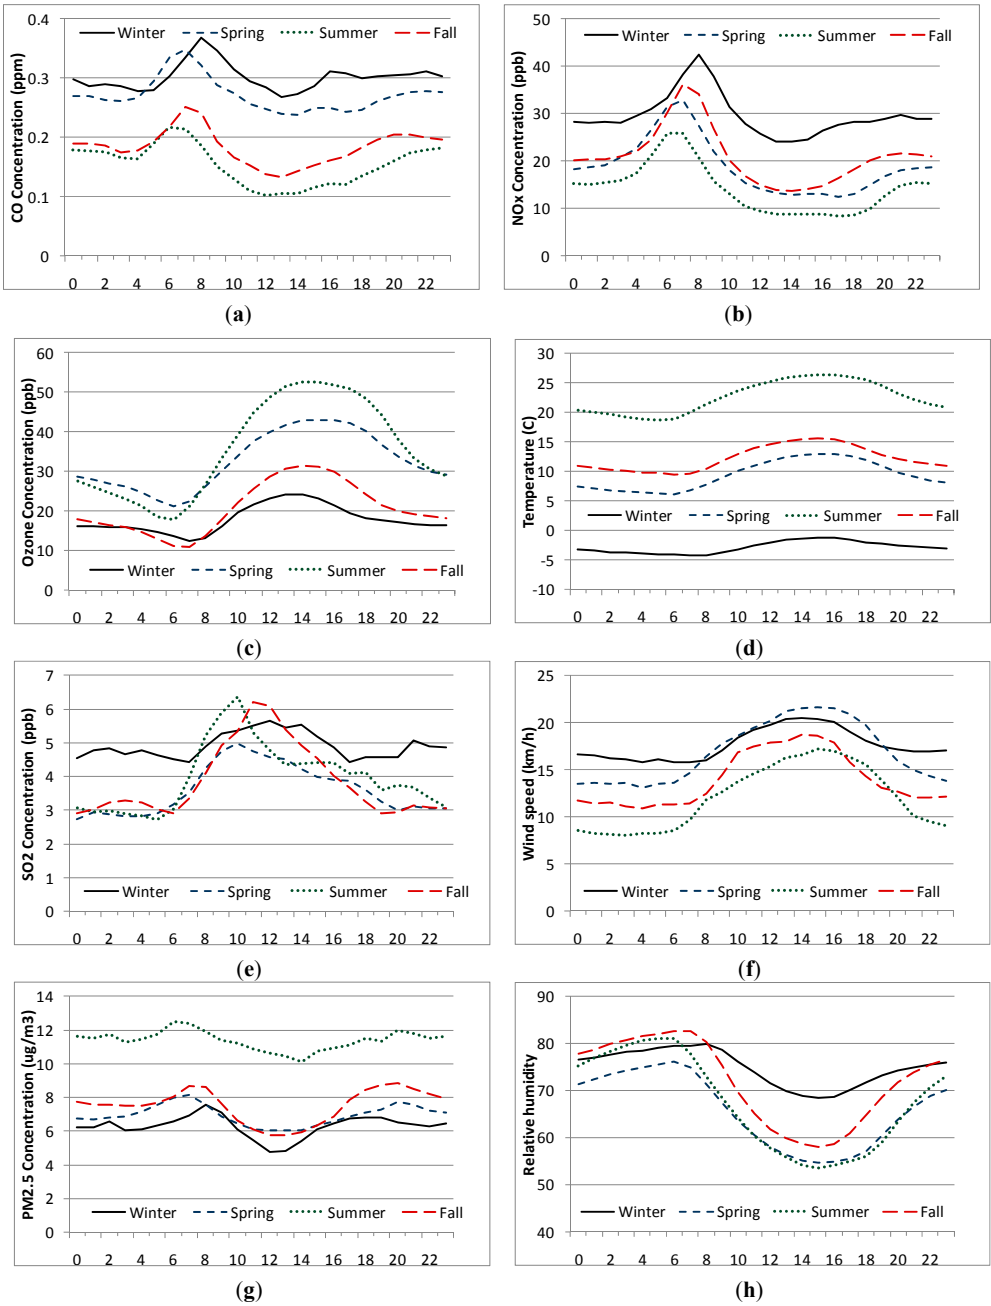 0.4
0.3
0.2
0.1
0
CO Concentration (ppm)
Winter Spring Summer Fall
0 2 4 6 8 10 12 14 16 18 20 22
(a)
50
40
30
20
10
0
NOx Concentration (ppb)
Winter Spring Summer Fall
0 2 4 6 8 10 12 14 16 18 20 22
(b)
60
50
40
30
20
10
0
Ozone Concentration (ppb)
Winter Spring Summer Fall
0 2 4 6 8 10 12 14 16 18 20 22
(c)
30
25
20
15
10
5
0
-5
-10
Temperature (C)
Winter Spring Summer Fall
0 2 4 6 8 10 12 14 16 18 20 22
(d)
7
6
5
4
3
2
1
0
SO2 Concentration (ppb)
Winter Spring Summer Fall
0 2 4 6 8 10 12 14 16 18 20 22
(e)
25
20
15
10
5
0
Wind speed (km/h)
Winter Spring Summer Fall
0 2 4 6 8 10 12 14 16 18 20 22
(f)
14
12
10
8
6
4
2
0
PM2.5 Concentration (ug/m3)
Winter Spring Summer Fall
0 2 4 6 8 10 12 14 16 18 20 22
(g)
90
80
70
60
50
40
Relative humidity
Winter Spring Summer Fall
0 2 4 6 8 10 12 14 16 18 20 22
(h)